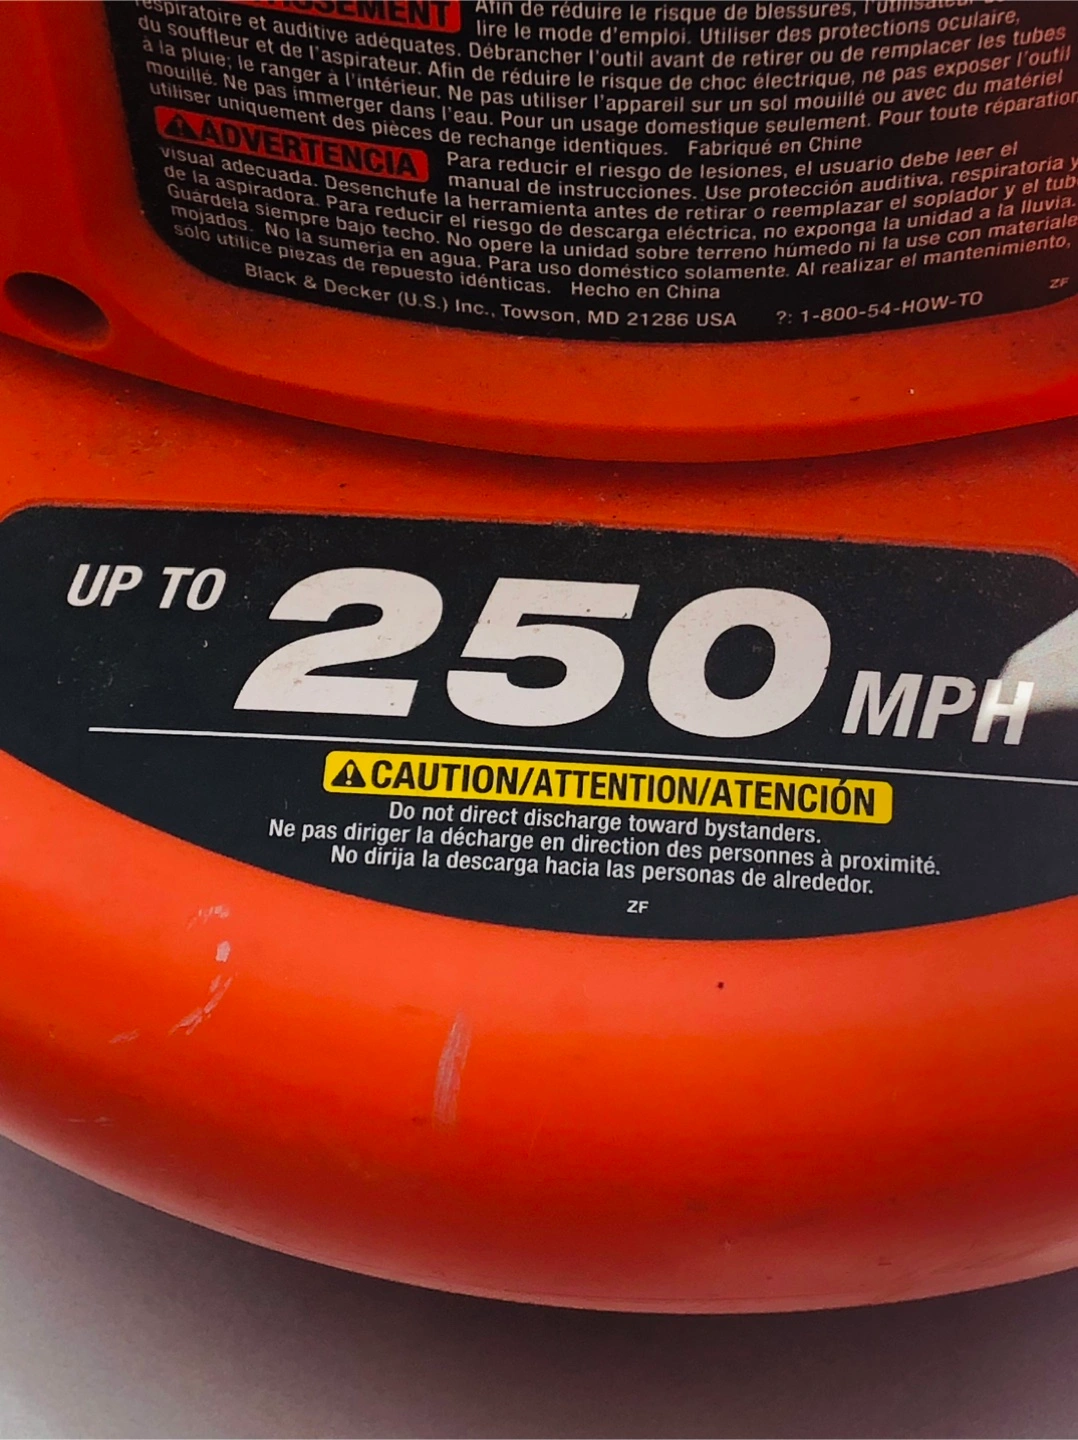 AVERTISSEMENT Afin de réduire le risque de blessures, l'utilisateur
lire le mode d'emploi. Utiliser des protections oculaire,
respiratoire et auditive adéquates. Débrancher l'outil avant de retirer ou de remplacer les tubes
du souffleur et de l'aspirateur. Afin de réduire le risque de choc électrique, ne pas exposer l'outil
à la pluie; le ranger à l'intérieur. Ne pas utiliser l'appareil sur un sol mouillé ou avec du matériel
mouillé. Ne pas immerger dans l'eau. Pour un usage domestique seulement. Pour toute réparation
utiliser uniquement des pièces de rechange identiques. Fabriqué en Chine
ADVERTENCIA Para reducir el riesgo de lesiones, el usuario debe leer el
manual de instrucciones. Use protección auditiva, respiratoria y
visual adecuada. Desenchufe la herramienta antes de retirar o reemplazar el soplador y el tub
de la aspiradora. Para reducir el riesgo de descarga eléctrica, no exponga la unidad a la lluvia.
Guárdela siempre bajo techo. No opere la unidad sobre terreno húmedo ni la use con materiale
mojados. No la sumerja en agua. Para uso doméstico solamente. Al realizar el mantenimiento,
sólo utilice piezas de repuesto idénticas. Hecho en China
ZF
Black & Decker (U.S.) Inc., Towson, MD 21286 USA ?: 1-800-54-HOW-TO
UP TO 250 MPH
CAUTION/ATTENTION/ATENCIÓN
Do not direct discharge toward bystanders.
Ne pas diriger la décharge en direction des personnes à proximité.
No dirija la descarga hacia las personas de alrededor.
ZF